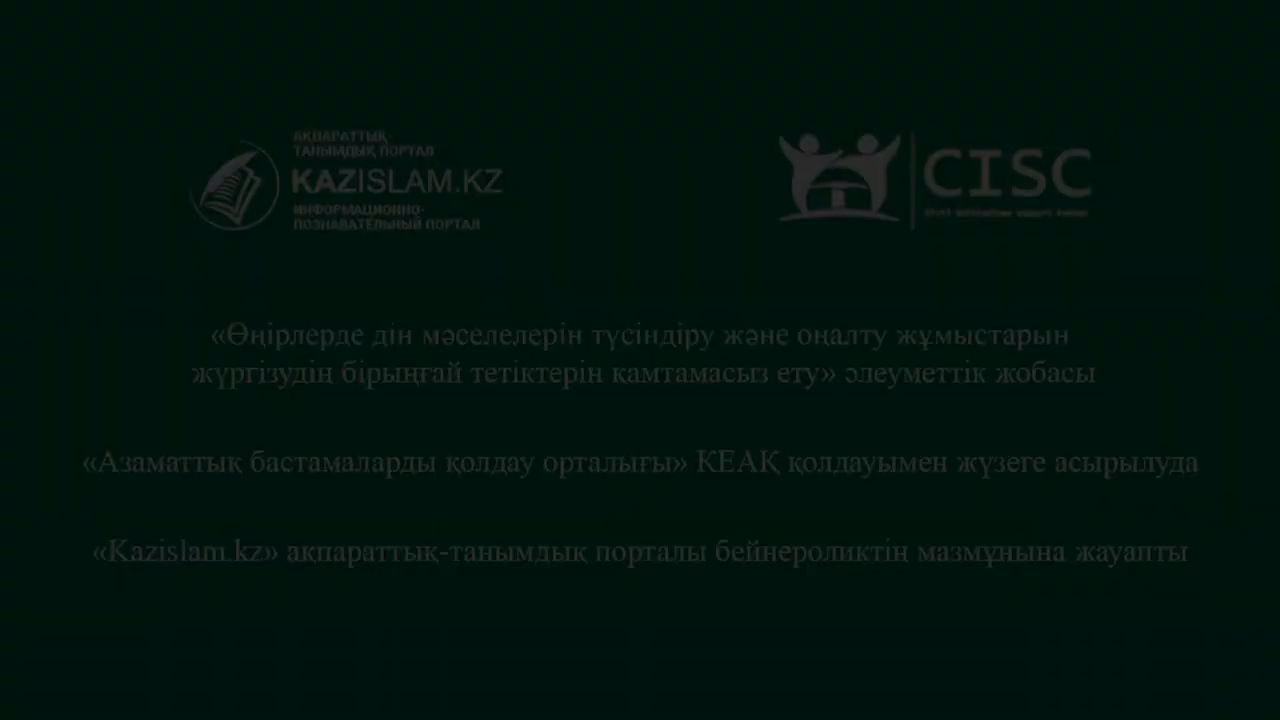 АҚПАРАТТЫҚ-
ТАНЫМДЫҚ ПОРТАЛ
KAZISLAM.KZ
ИНФОРМАЦИОННО-
ПОЗНАВАТЕЛЬНЫЙ ПОРТАЛ
CISC
«Өңірлерде дін мәселелерін түсіндіру және оңалту жұмыстарын
жүргізудің бірыңғай тетіктерін қамтамасыз ету» әлеуметтік жобасы
«Азаматтық бастамаларды қолдау орталығы» КЕАҚ қолдауымен жүзеге асырылуда
«Kazislam.kz» ақпараттық-танымдық порталы бейнероликтің мазмұнына жауапты